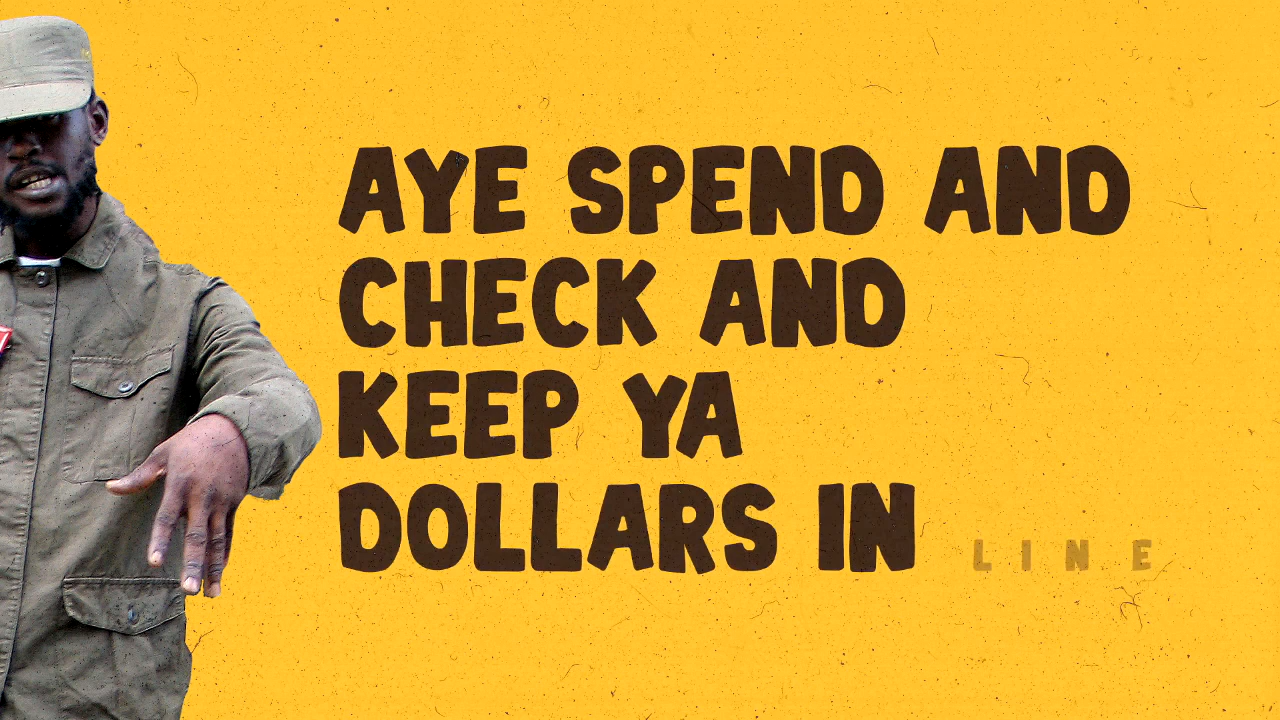 AYE SPEND AND
CHECK AND
KEEP YA
DOLLARS IN LINE